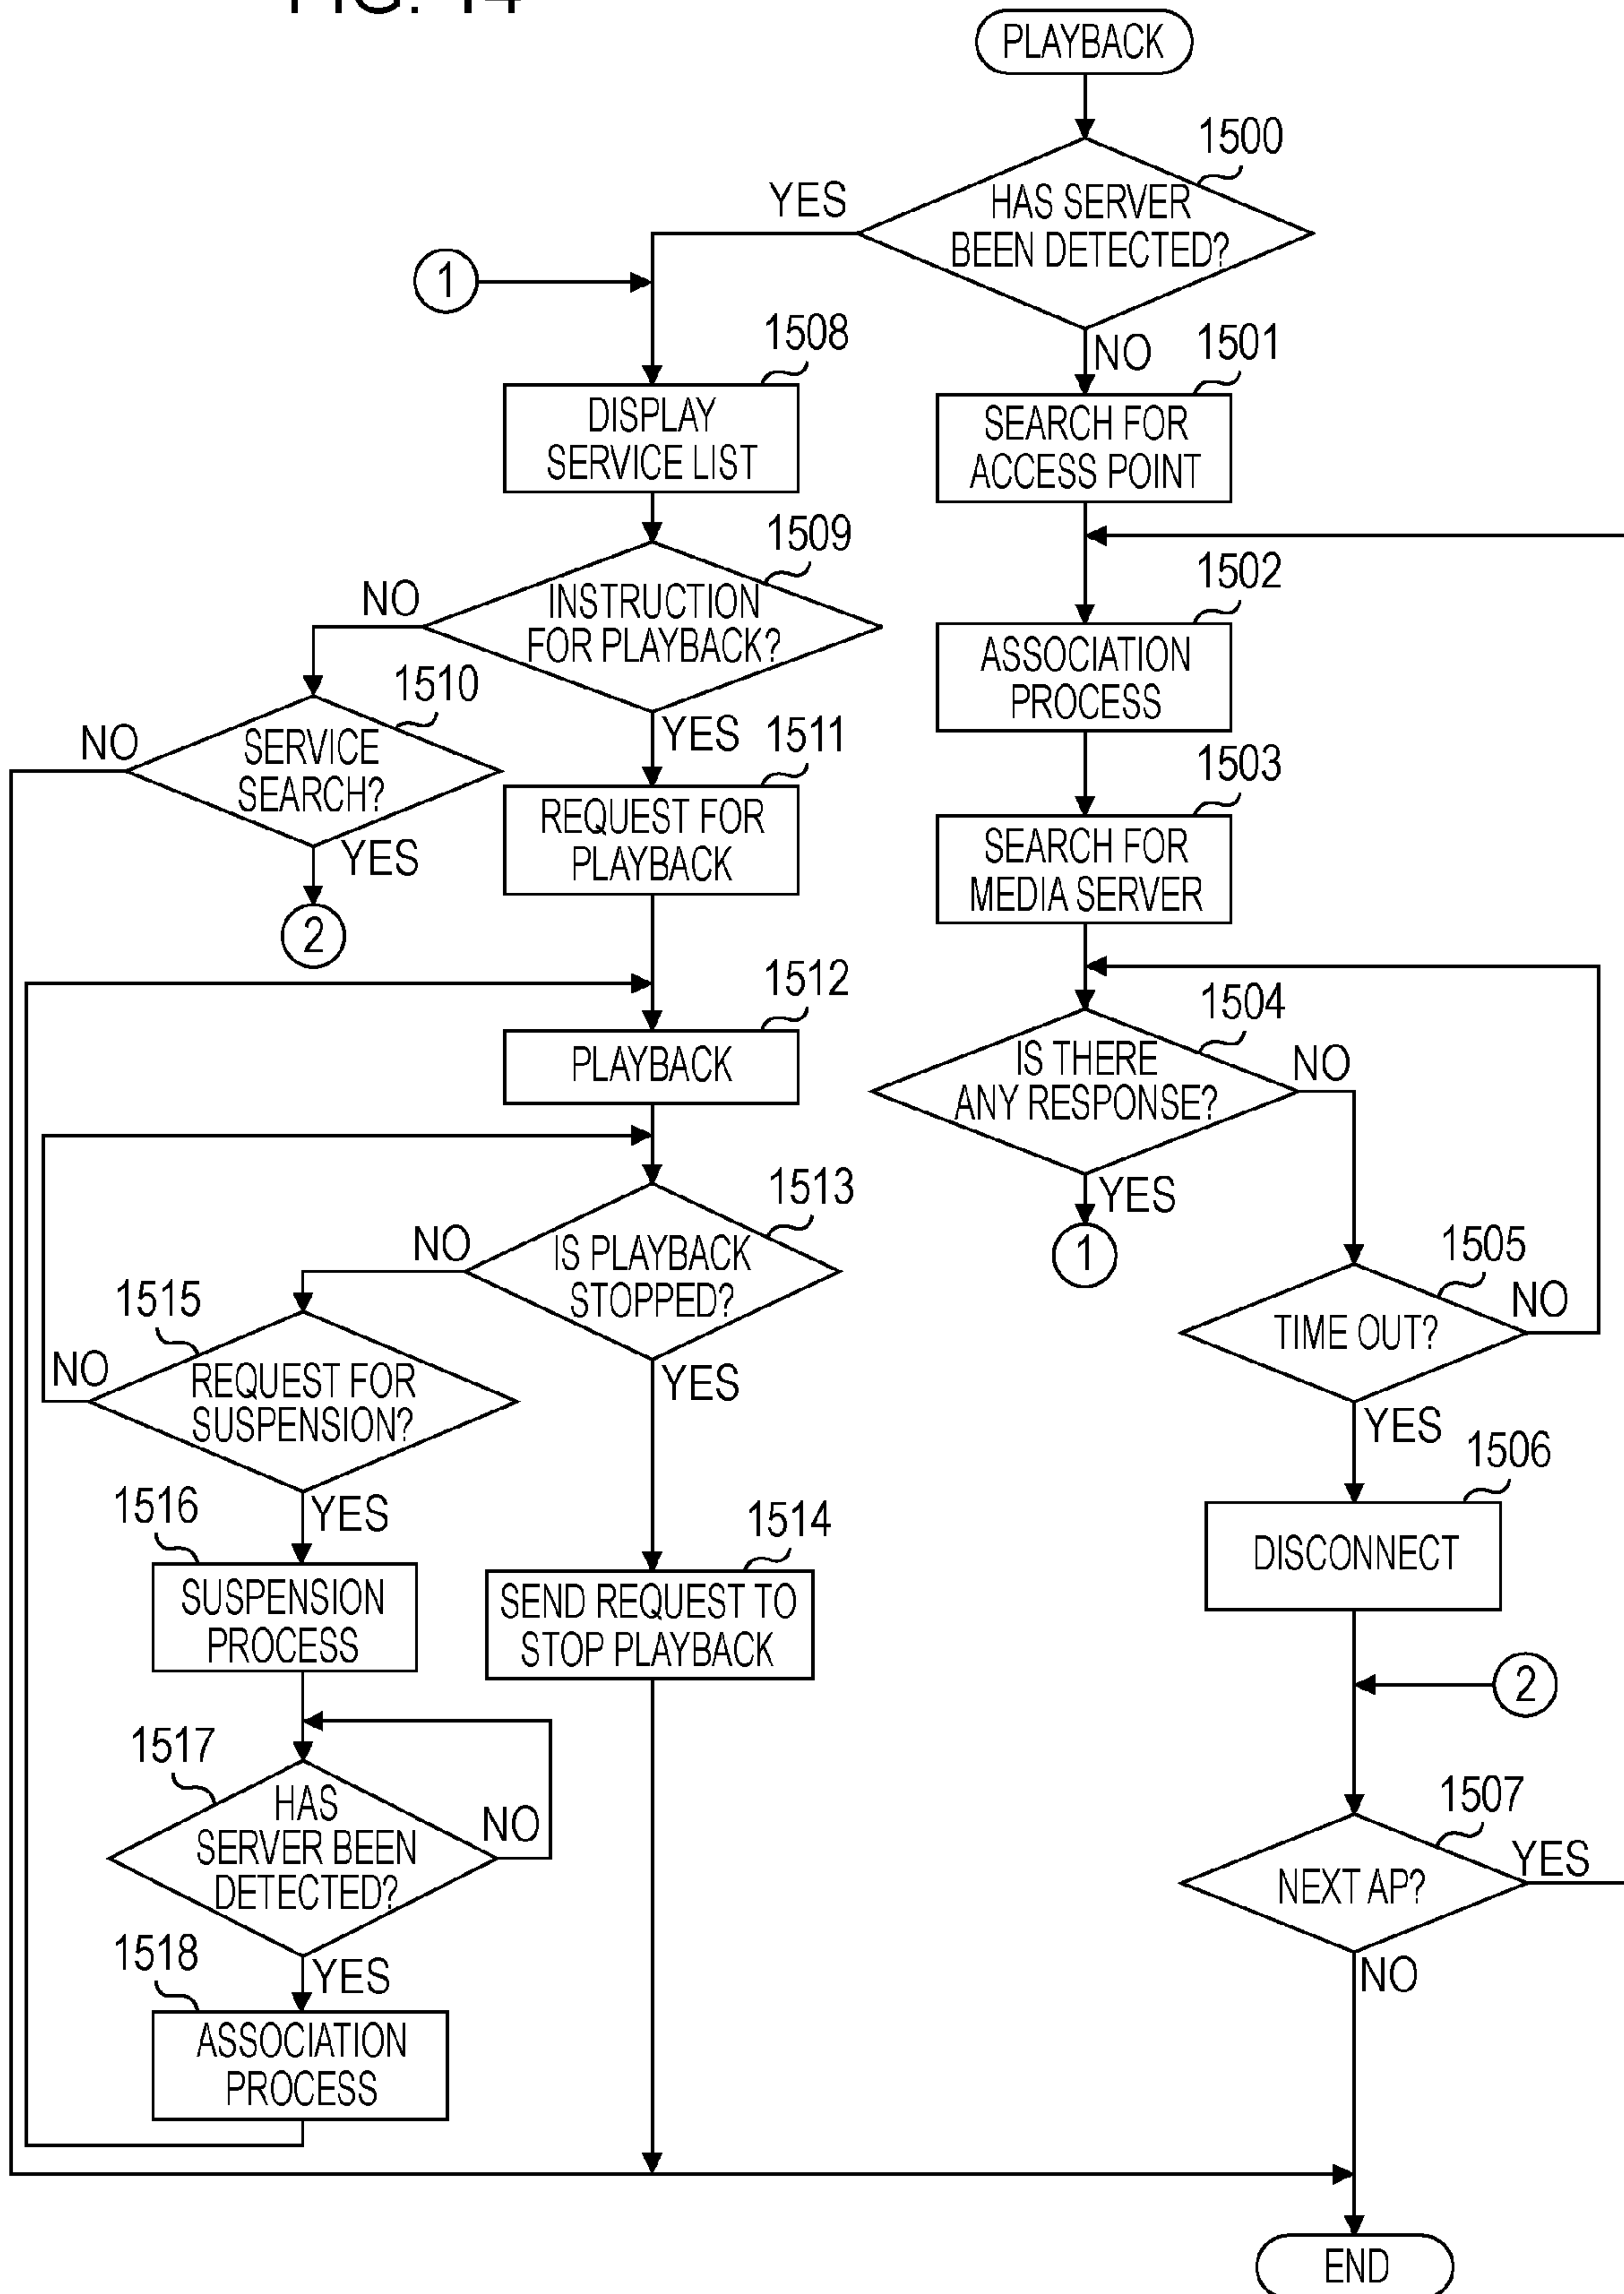 FIG. 14
PLAYBACK
1500
HAS SERVER
BEEN DETECTED?
YES
NO
1
1508
DISPLAY
SERVICE LIST
1501
SEARCH FOR
ACCESS POINT
1509
INSTRUCTION
FOR PLAYBACK?
NO
YES
1502
ASSOCIATION
PROCESS
1510
SERVICE
SEARCH?
NO
YES
2
1511
REQUEST FOR
PLAYBACK
1503
SEARCH FOR
MEDIA SERVER
1512
PLAYBACK
1504
IS THERE
ANY RESPONSE?
NO
YES
1
1513
IS PLAYBACK
STOPPED?
NO
YES
1505
TIME OUT?
NO
YES
1515
REQUEST FOR
SUSPENSION?
NO
YES
1506
DISCONNECT
1516
SUSPENSION
PROCESS
1514
SEND REQUEST TO
STOP PLAYBACK
2
1517
HAS
SERVER BEEN
DETECTED?
NO
YES
1507
NEXT AP?
YES
NO
1518
ASSOCIATION
PROCESS
END